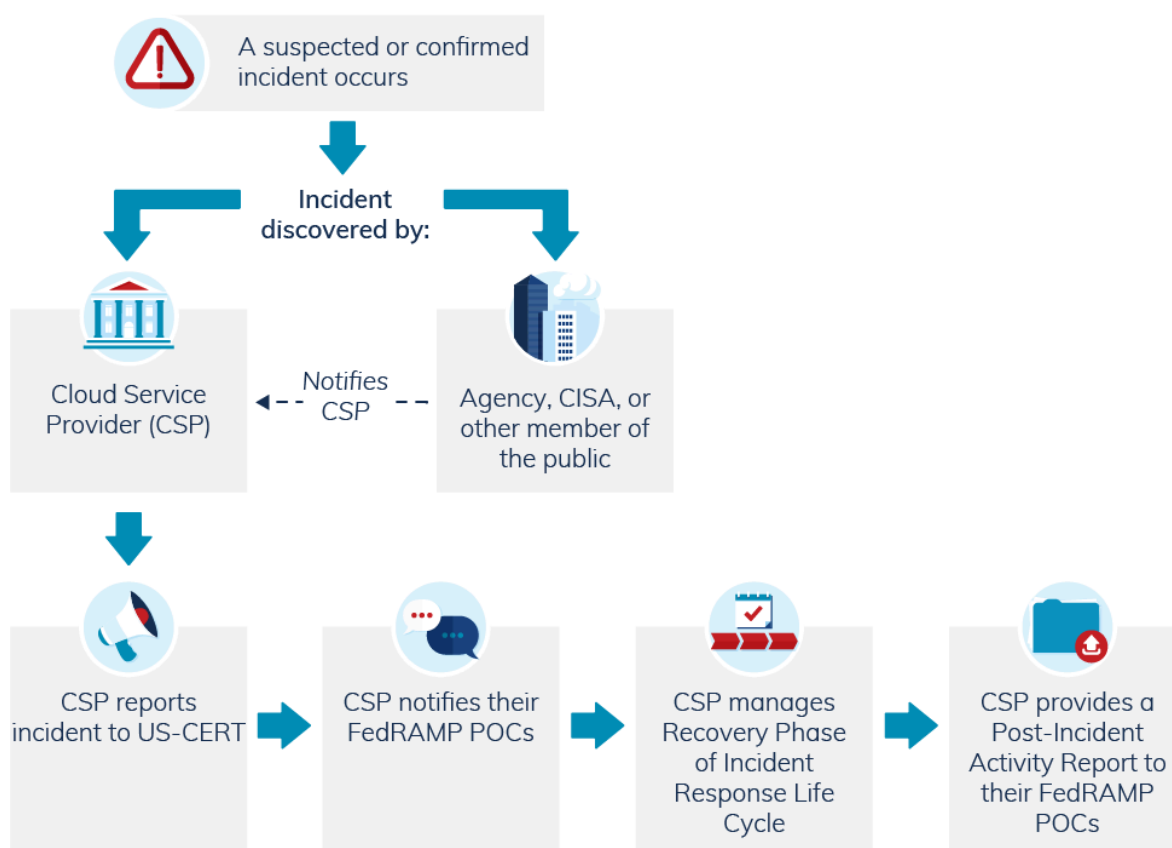 A suspected or confirmed
incident occurs
Incident
discovered by:
Cloud Service
Provider (CSP)
Notifies
CSP
Agency, CISA, or
other member of
the public
CSP reports
incident to US-CERT
CSP notifies their
FedRAMP POCs
CSP manages
Recovery Phase
of Incident
Response Life
Cycle
CSP provides a
Post-Incident
Activity Report to
their FedRAMP
POCs